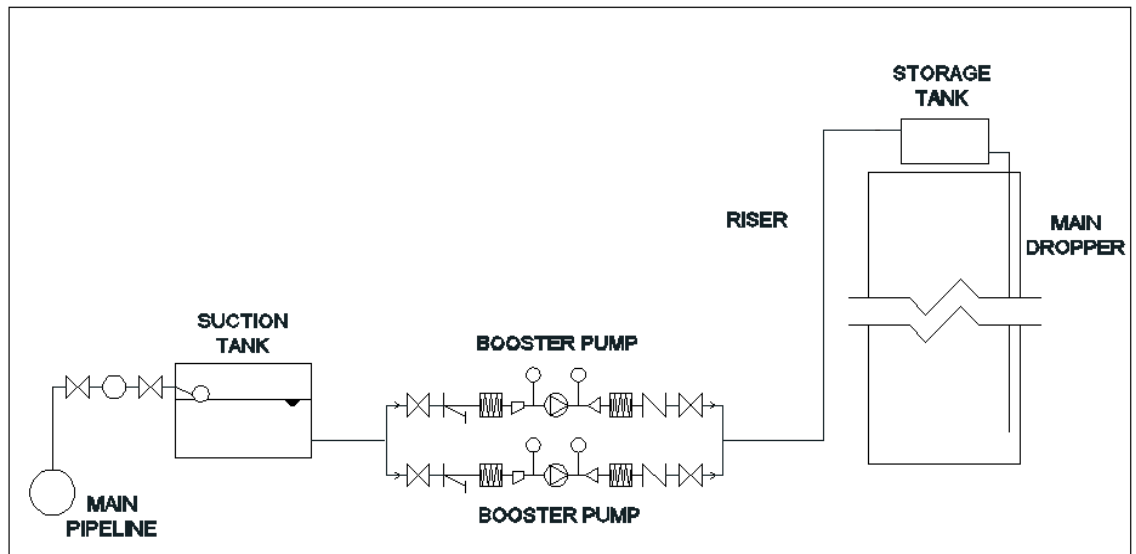 STORAGE
TANK
RISER
MAIN
DROPPER
SUCTION
TANK
BOOSTER PUMP
BOOSTER PUMP
MAIN
PIPELINE